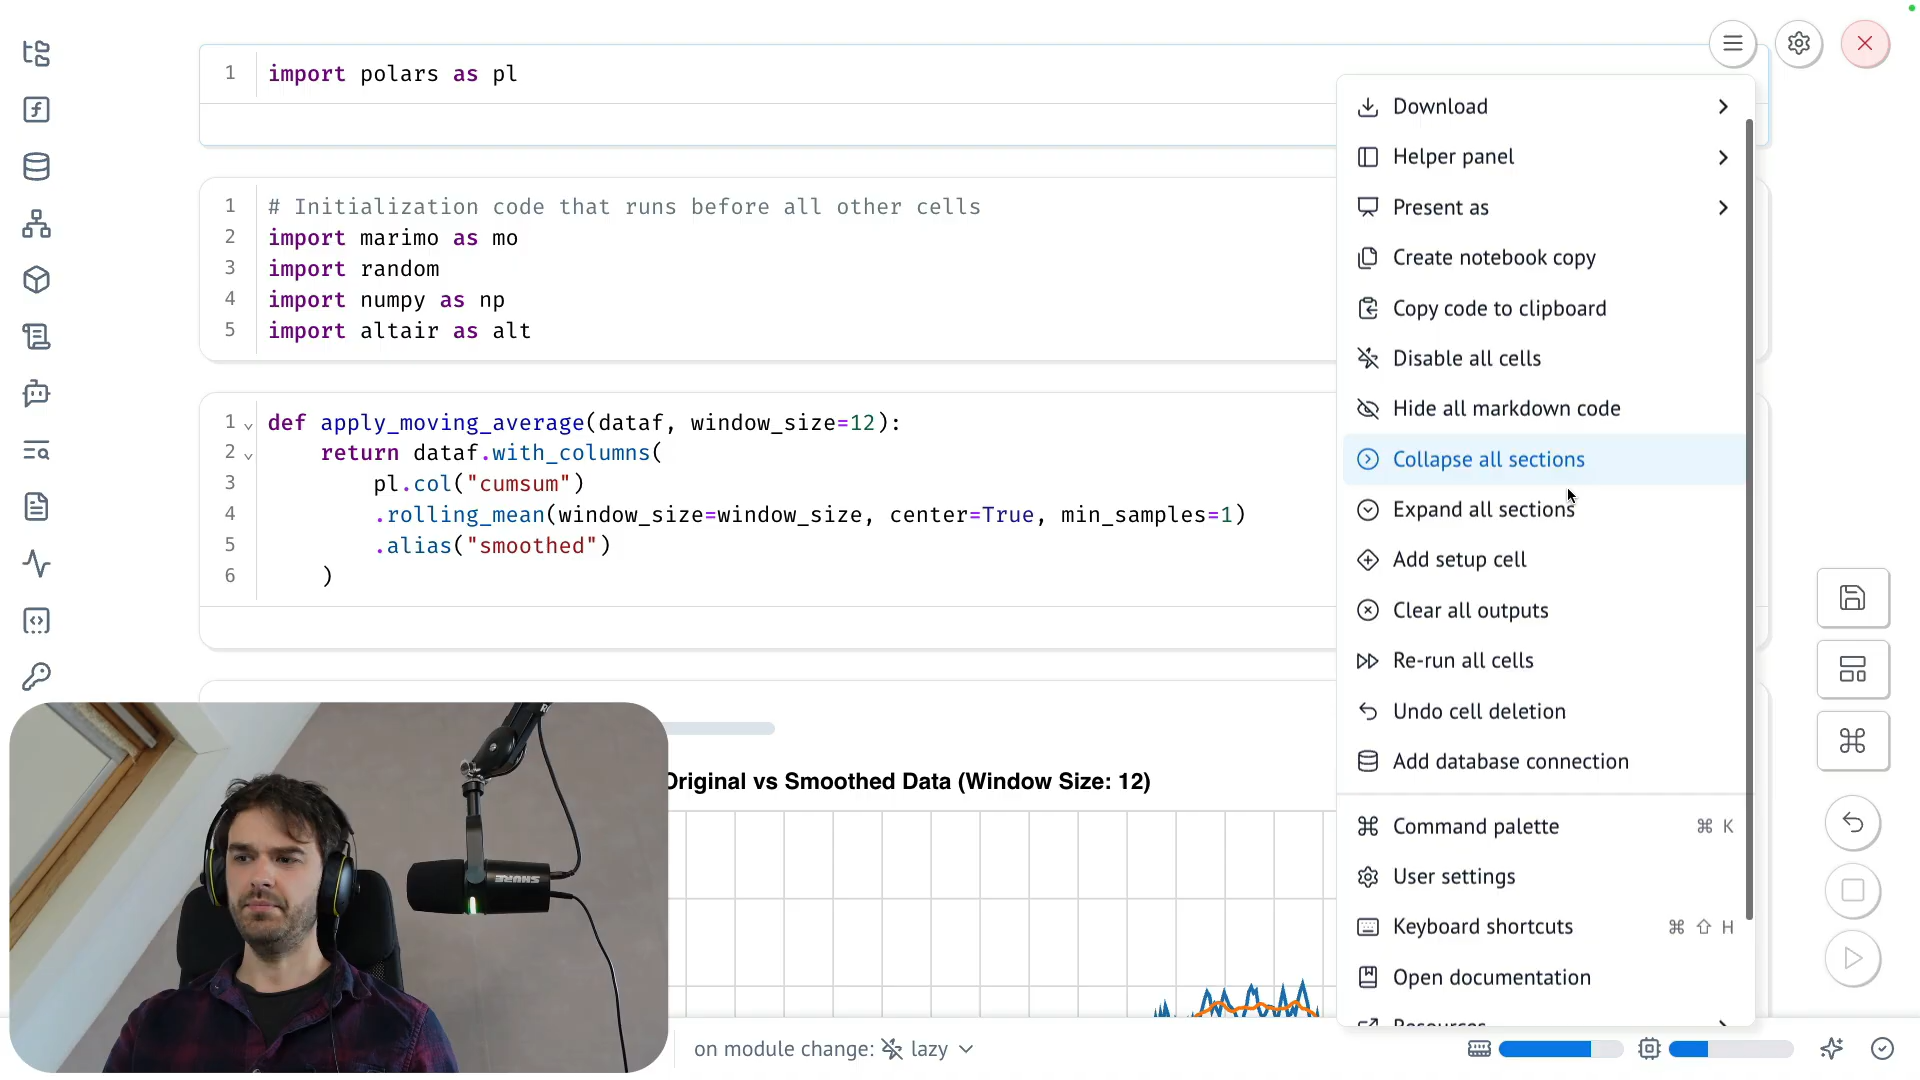 1 import polars as pl
1 # Initialization code that runs before all other cells
2 import marimo as mo
3 import random
4 import numpy as np
5 import altair as alt
1 def apply_moving_average(dataf, window_size=12):
2 return dataf.with_columns(
3 pl.col("cumsum")
4 .rolling_mean(window_size=window_size, center=True, min_samples=1)
5 .alias("smoothed")
6 )
Original vs Smoothed Data (Window Size: 12)
SHURE
Download
Helper panel
Present as
Create notebook copy
Copy code to clipboard
Disable all cells
Hide all markdown code
Collapse all sections
Expand all sections
Add setup cell
Clear all outputs
Re-run all cells
Undo cell deletion
Add database connection
Command palette ⌘ K
User settings
Keyboard shortcuts ⌘ ⇧ H
Open documentation
Resources
on module change: lazy